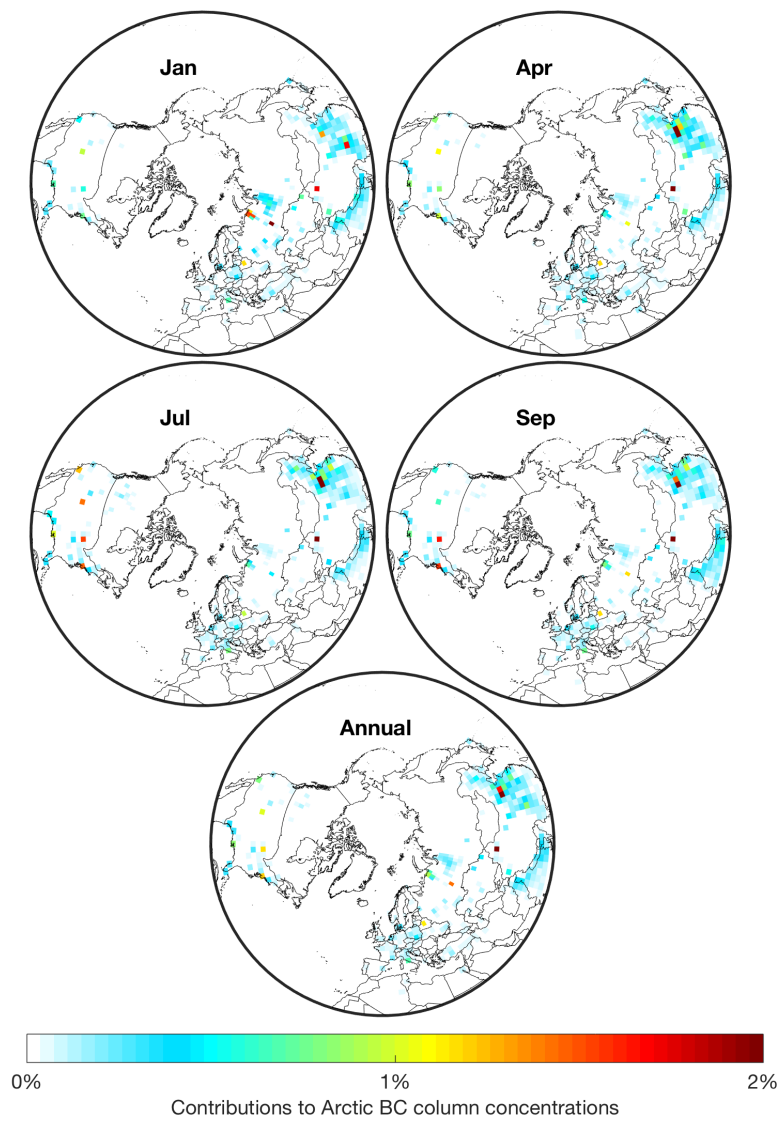 Jan
Apr
Jul
Sep
Annual
0%
1%
2%
Contributions to Arctic BC column concentrations